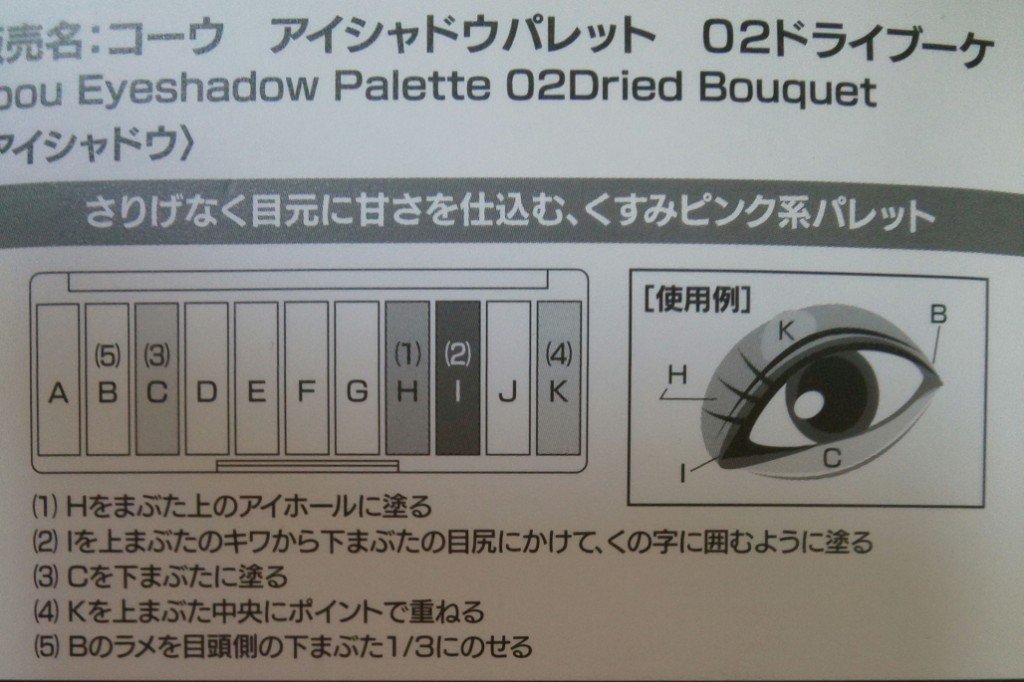 売名：コーウ　アイシャドウパレット　02ドライブーケ
Eyeshadow Palette 02Dried Bouquet
アイシャドウ〉
さりげなく目元に甘さを仕込む、くすみピンク系パレット
(5) (3) (1) (2) (4)
A B C D E F G H I J K
［使用例］
K B
H
C
I
(1) Hをまぶた上のアイホールに塗る
(2) Iを上まぶたのキワから下まぶたの目尻にかけて、くの字に囲むように塗る
(3) Cを下まぶたに塗る
(4) Kを上まぶた中央にポイントで重ねる
(5) Bのラメを目頭側の下まぶた1/3にのせる